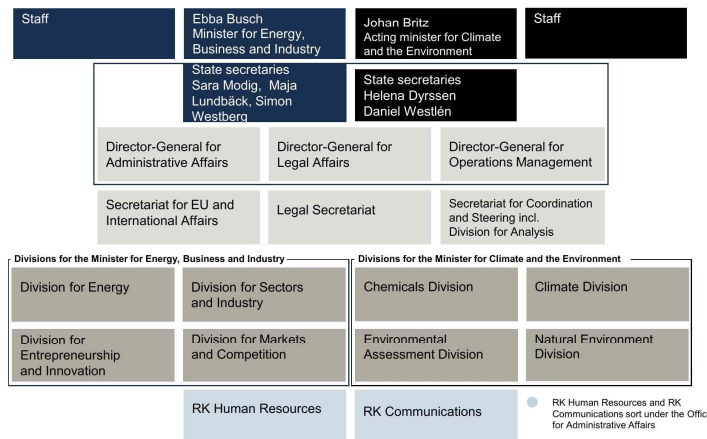 Staff
Ebba Busch
Minister for Energy,
Business and Industry
Johan Britz
Acting minister for Climate
and the Environment
Staff
State secretaries
Sara Modig, Maja
Lundbäck, Simon
Westberg
State secretaries
Helena Dyrssen
Daniel Westlén
Director-General for
Administrative Affairs
Director-General for
Legal Affairs
Director-General for
Operations Management
Secretariat for EU and
International Affairs
Legal Secretariat
Secretariat for Coordination
and Steering incl.
Division for Analysis
Divisions for the Minister for Energy, Business and Industry
Division for Energy
Division for Sectors
and Industry
Division for
Entrepreneurship
and Innovation
Division for Markets
and Competition
Divisions for the Minister for Climate and the Environment
Chemicals Division
Climate Division
Environmental
Assessment Division
Natural Environment
Division
RK Human Resources
RK Communications
RK Human Resources and RK
Communications sort under the Offic
for Administrative Affairs